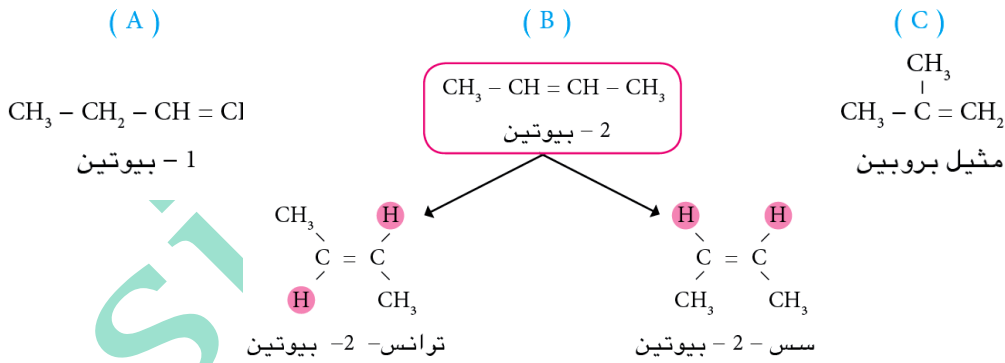 ( A )
( B )
( C )
CH₃ – CH₂ – CH = Cl
1 – بيوتين
CH₃ – CH = CH – CH₃
2 – بيوتين
CH₃
CH₃ – C = CH₂
مثيل بروبين
CH₃ H
C = C
H CH₃
ترانس- 2- بيوتين
H H
C = C
CH₃ CH₃
سس – 2 – بيوتين